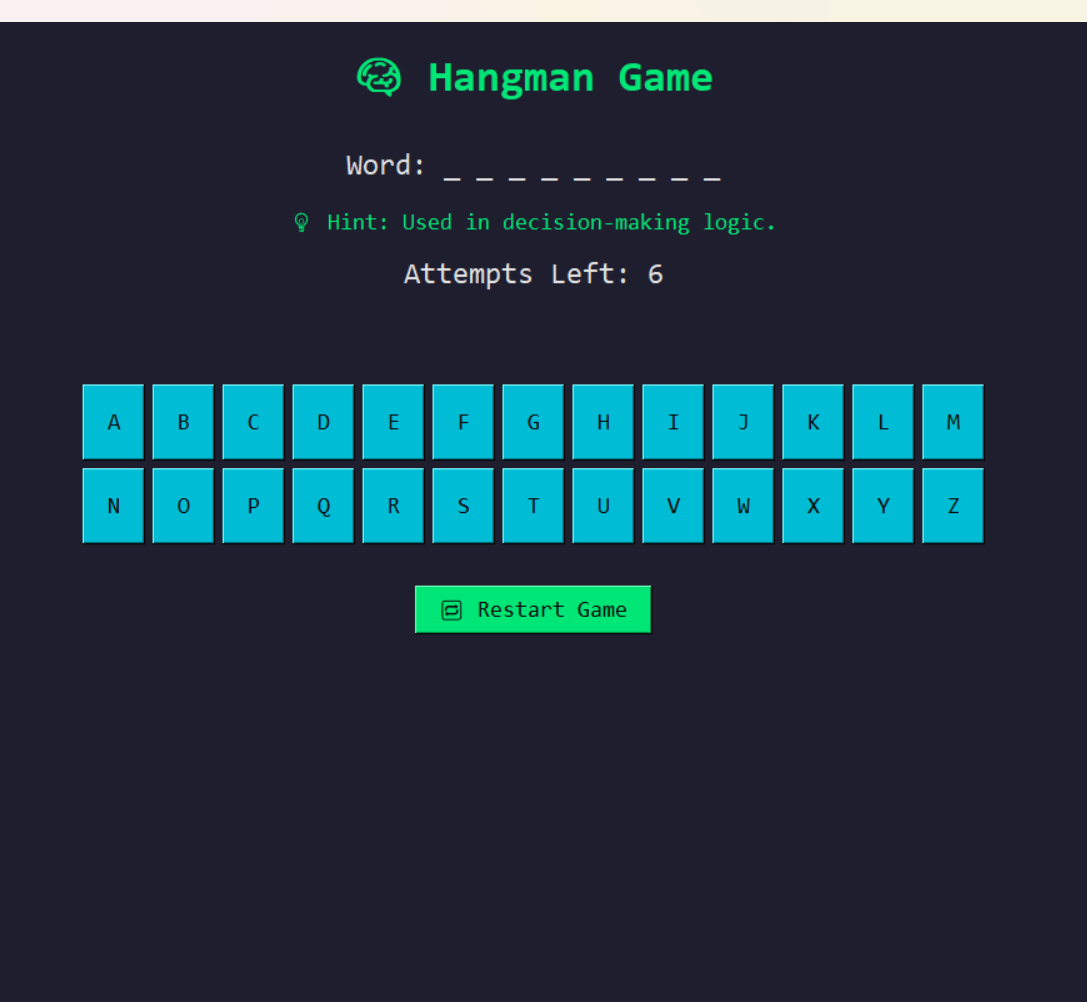 Hangman Game
Word: _ _ _ _ _ _ _ _ _
Hint: Used in decision-making logic.
Attempts Left: 6
A B C D E F G H I J K L M
N O P Q R S T U V W X Y Z
Restart Game